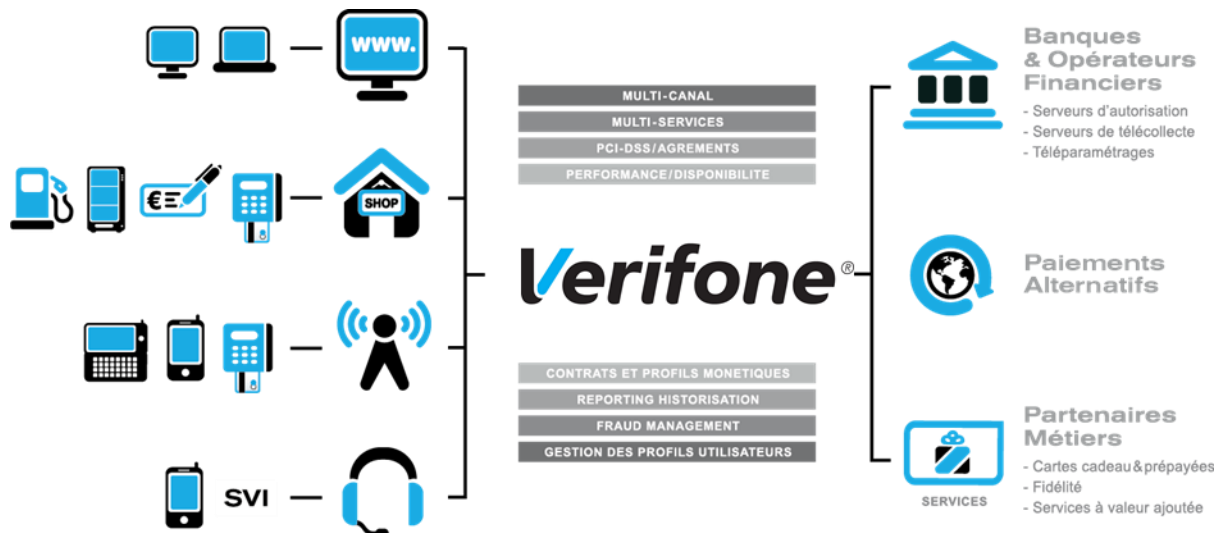 www.
€
SHOP
SVI
MULTI-CANAL
MULTI-SERVICES
PCI-DSS/AGREMENTS
PERFORMANCE/DISPONIBILITE
Verifone®
CONTRATS ET PROFILS MONETIQUES
REPORTING HISTORISATION
FRAUD MANAGEMENT
GESTION DES PROFILS UTILISATEURS
Banques
& Opérateurs
Financiers
- Serveurs d'autorisation
- Serveurs de télécollecte
- Téléparamétrages
Paiements
Alternatifs
SERVICES
Partenaires
Métiers
- Cartes cadeau & prépayées
- Fidélité
- Services à valeur ajoutée